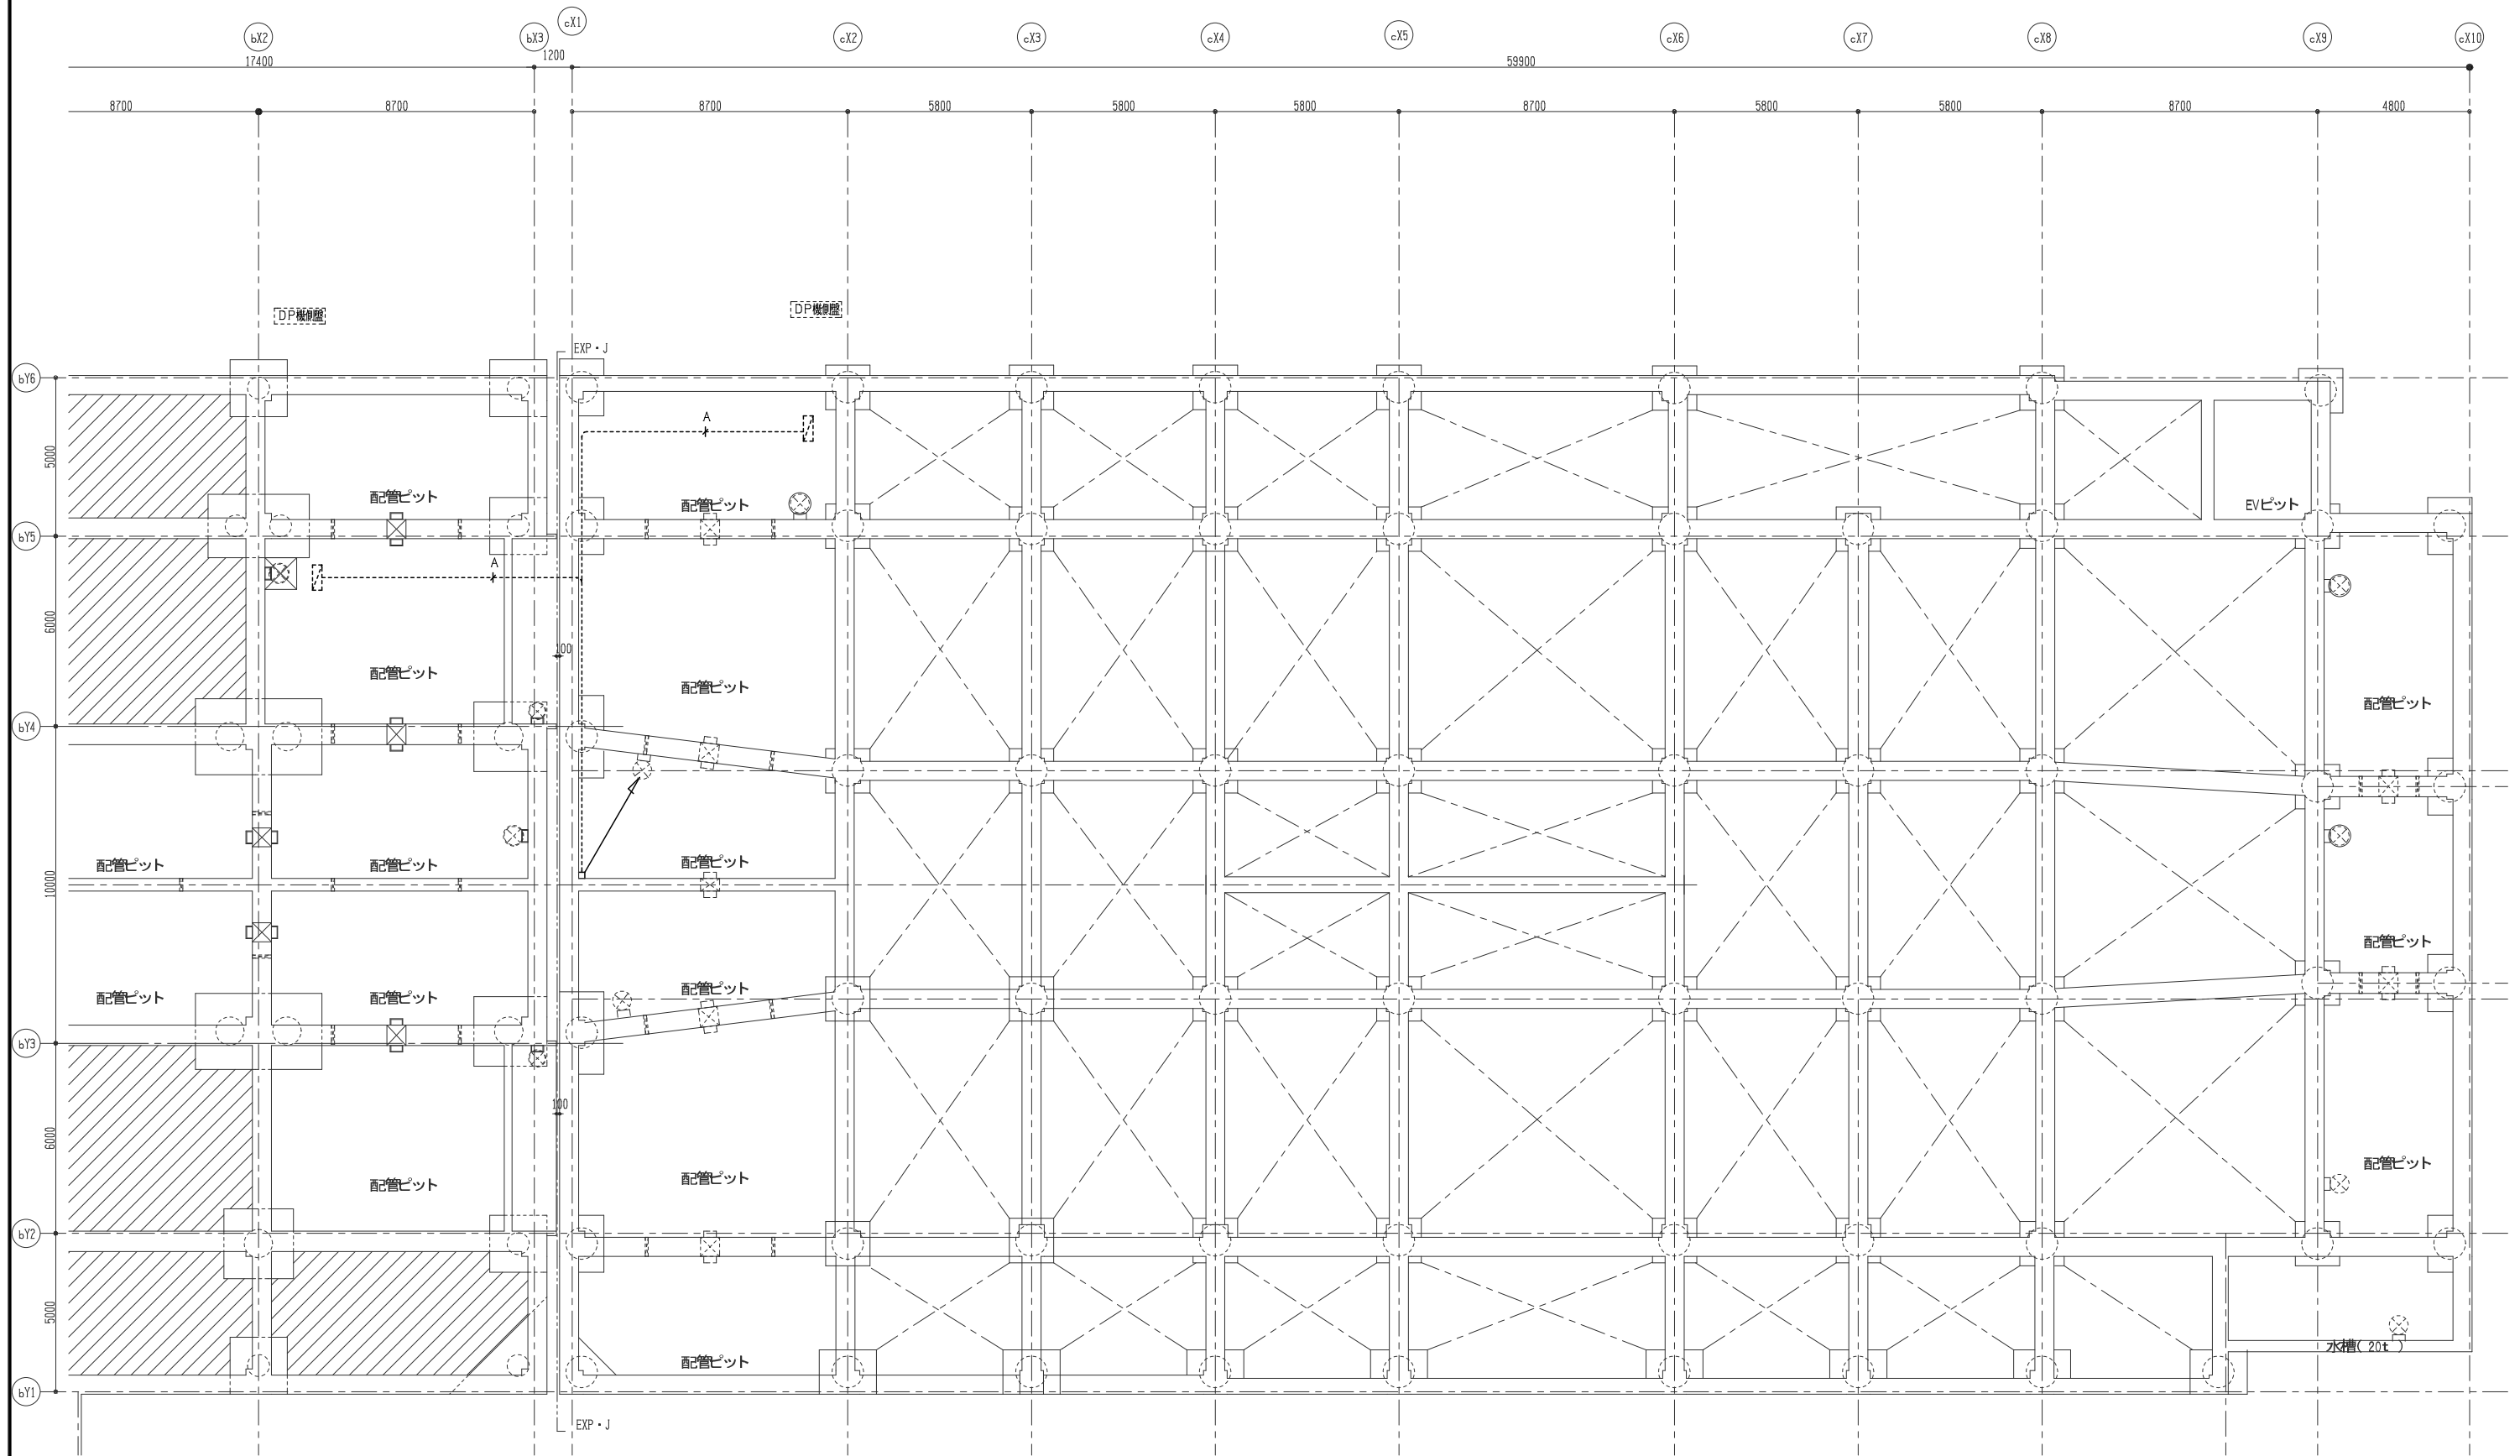 cX1
bX2 bX3 cX2 cX3 cX4 cX5 cX6 cX7 cX8 cX9 cX10
17400 1200 59900
8700 8700 8700 5800 5800 5800 8700 5800 5800 8700 4800
DP機側盤 DP機側盤
EXP・J
bY6
A
5000
配管ピット 配管ピット EVピット
bY5
A
6000
100
配管ピット 配管ピット 配管ピット
bY4
配管ピット 配管ピット 配管ピット
10000
配管ピット
配管ピット 配管ピット 配管ピット
bY3
100
6000
配管ピット 配管ピット 配管ピット
bY2
5000
水槽(20t )
配管ピット
bY1
EXP・J